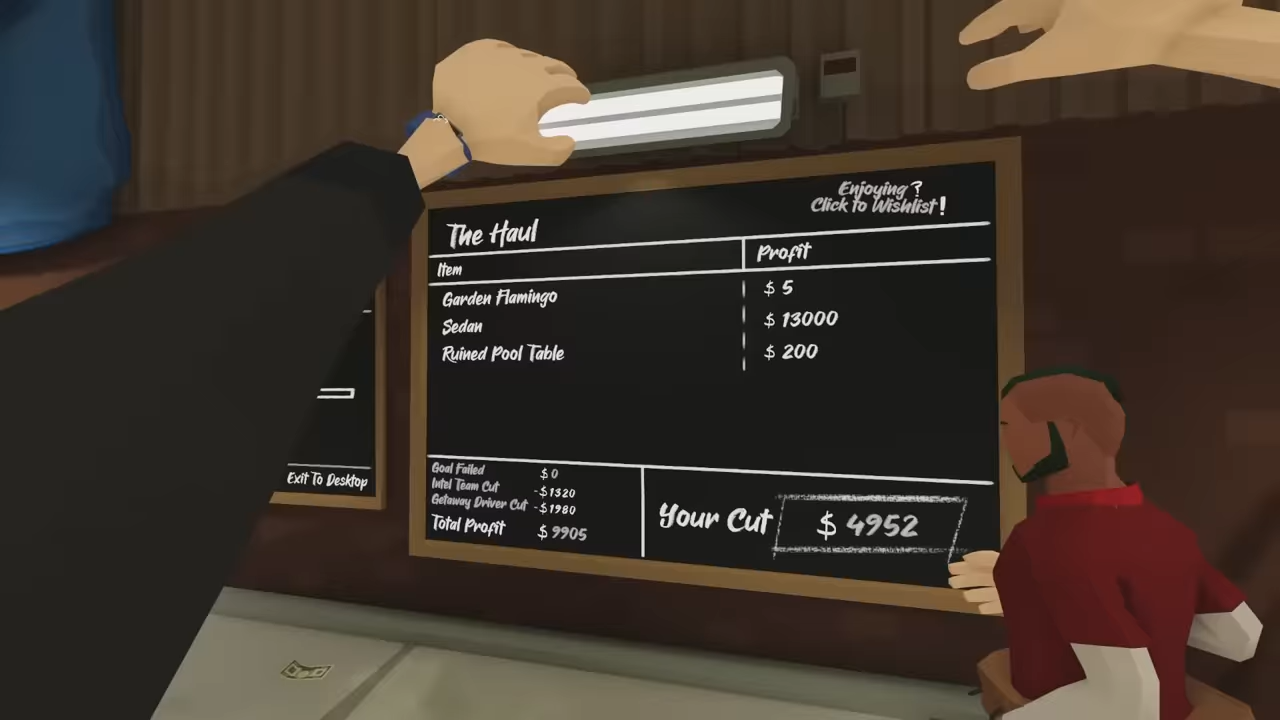 Enjoying?
Click to Wishlist!
The Haul
Item Profit
Garden Flamingo $ 5
Sedan $ 13000
Ruined Pool Table $ 200
Goal Failed $ 0
Intel Team Cut -$ 1320
Getaway Driver Cut -$ 1980
Total Profit $ 9905
Your Cut $ 4952
Exit To Desktop